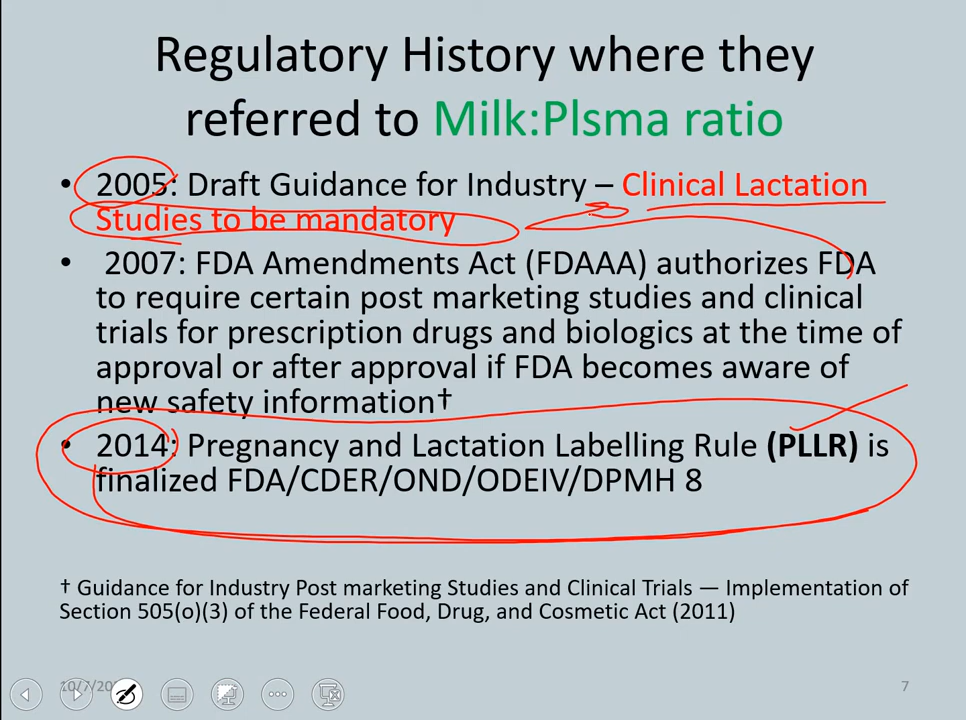 Regulatory History where they
referred to Milk:Plsma ratio
• 2005: Draft Guidance for Industry – Clinical Lactation
Studies to be mandatory
• 2007: FDA Amendments Act (FDAAA) authorizes FDA
to require certain post marketing studies and clinical
trials for prescription drugs and biologics at the time of
approval or after approval if FDA becomes aware of
new safety information†
• 2014: Pregnancy and Lactation Labelling Rule (PLLR) is
finalized FDA/CDER/OND/ODEIV/DPMH 8
† Guidance for Industry Post marketing Studies and Clinical Trials — Implementation of
Section 505(o)(3) of the Federal Food, Drug, and Cosmetic Act (2011)
7